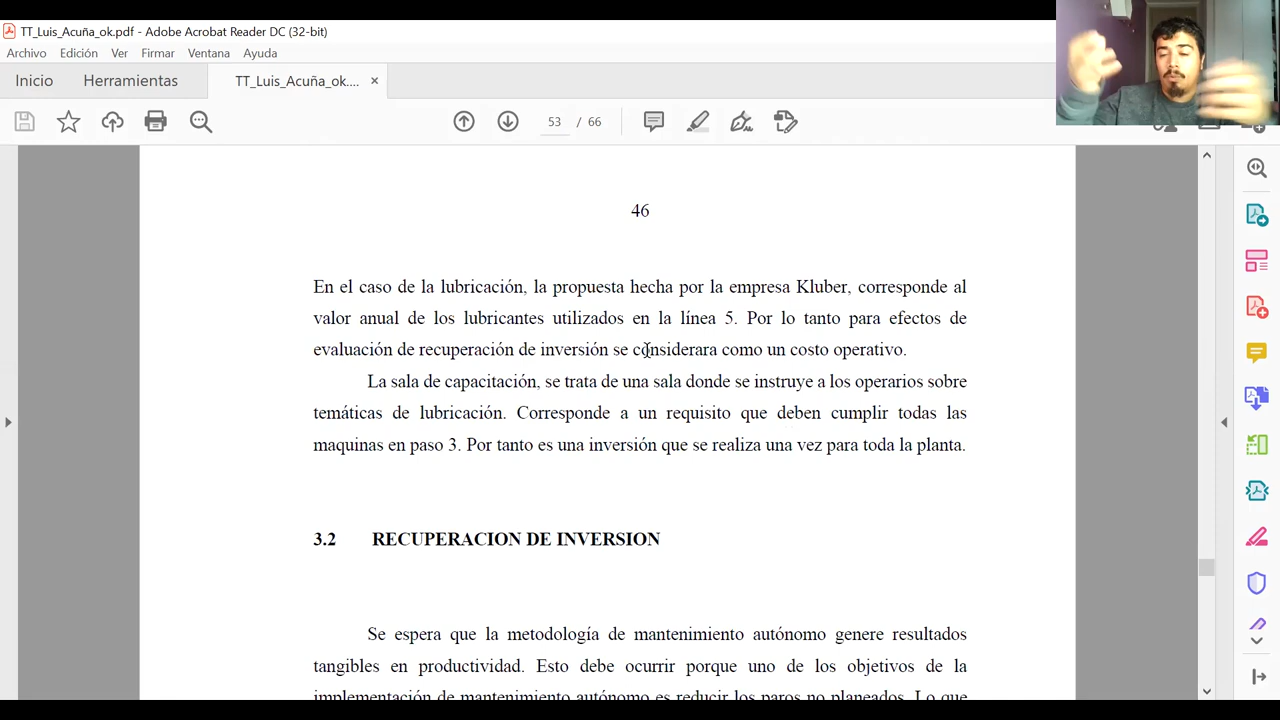 TT_Luis_Acuña_ok.pdf - Adobe Acrobat Reader DC (32-bit)
Archivo Edición Ver Firmar Ventana Ayuda
Inicio Herramientas TT_Luis_Acuña_ok.... ×
53 / 66
46
En el caso de la lubricación, la propuesta hecha por la empresa Kluber, corresponde al
valor anual de los lubricantes utilizados en la línea 5. Por lo tanto para efectos de
evaluación de recuperación de inversión se considerara como un costo operativo.
La sala de capacitación, se trata de una sala donde se instruye a los operarios sobre
temáticas de lubricación. Corresponde a un requisito que deben cumplir todas las
maquinas en paso 3. Por tanto es una inversión que se realiza una vez para toda la planta.
3.2 RECUPERACION DE INVERSION
Se espera que la metodología de mantenimiento autónomo genere resultados
tangibles en productividad. Esto debe ocurrir porque uno de los objetivos de la
implementación de mantenimiento autónomo es reducir los paros no planeados. Lo que